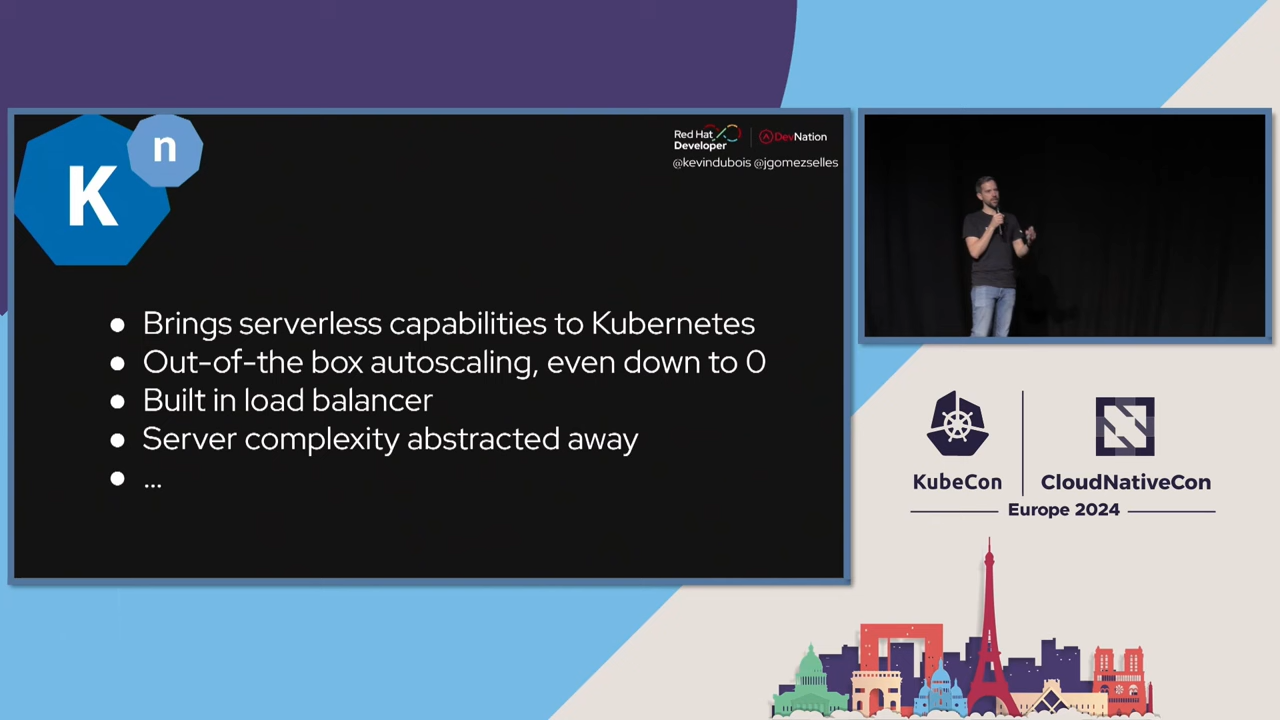 K
n
Red Hat
Developer
DevNation
@kevindubois @jgomezselles
● Brings serverless capabilities to Kubernetes
● Out-of-the box autoscaling, even down to 0
● Built in load balancer
● Server complexity abstracted away
● ...
KubeCon
CloudNativeCon
Europe 2024